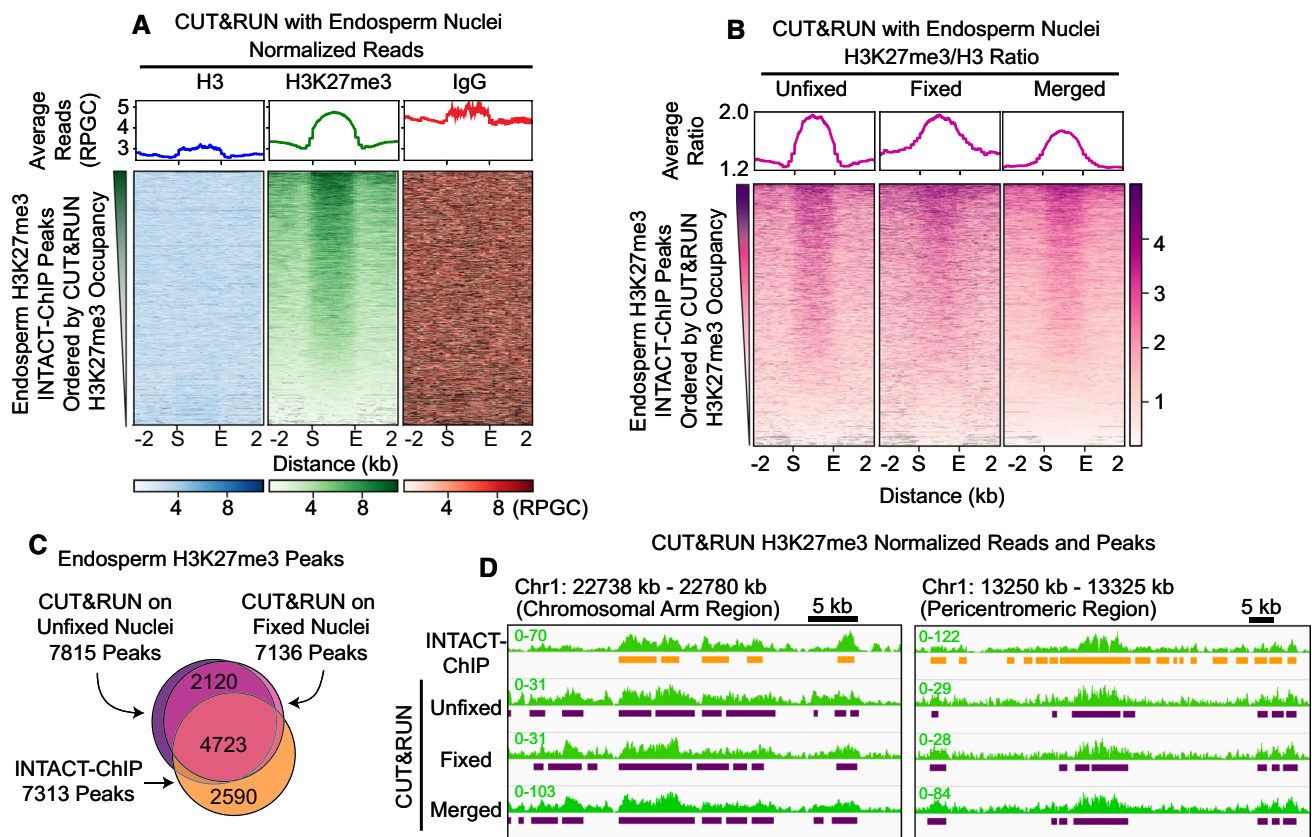 A
CUT&RUN with Endosperm Nuclei
Normalized Reads
H3
H3K27me3
IgG
Average
Reads
(RPGC)
5
4
3
Endosperm H3K27me3
INTACT-ChIP Peaks
Ordered by CUT&RUN
H3K27me3 Occupancy
-2 S E 2
-2 S E 2
-2 S E 2
Distance (kb)
4 8
4 8
4 8 (RPGC)
B
CUT&RUN with Endosperm Nuclei
H3K27me3/H3 Ratio
Unfixed
Fixed
Merged
Average
Ratio
2.0
1.2
Endosperm H3K27me3
INTACT-ChIP Peaks
Ordered by CUT&RUN
H3K27me3 Occupancy
4
3
2
1
-2 S E 2
-2 S E 2
-2 S E 2
Distance (kb)
C
Endosperm H3K27me3 Peaks
CUT&RUN on
Unfixed Nuclei
7815 Peaks
CUT&RUN on
Fixed Nuclei
7136 Peaks
2120
4723
2590
INTACT-ChIP
7313 Peaks
D
CUT&RUN H3K27me3 Normalized Reads and Peaks
Chr1: 22738 kb - 22780 kb
(Chromosomal Arm Region)
5 kb
Chr1: 13250 kb - 13325 kb
(Pericentromeric Region)
5 kb
INTACT-
ChIP
0-70
0-122
CUT&RUN
Unfixed
0-31
0-29
Fixed
0-31
0-28
Merged
0-103
0-84